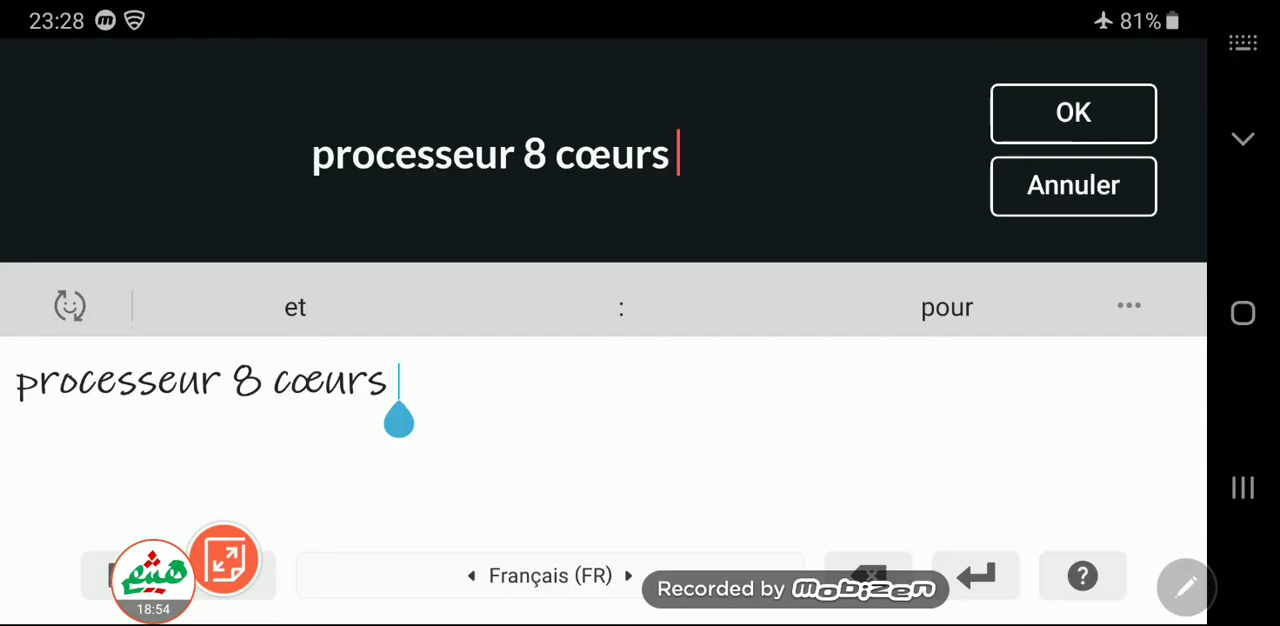 23:28 81%
processeur 8 cœurs
OK
Annuler
et : pour
processeur 8 cœurs
Français (FR)
?
هيثم
18:54
Recorded by mobizen